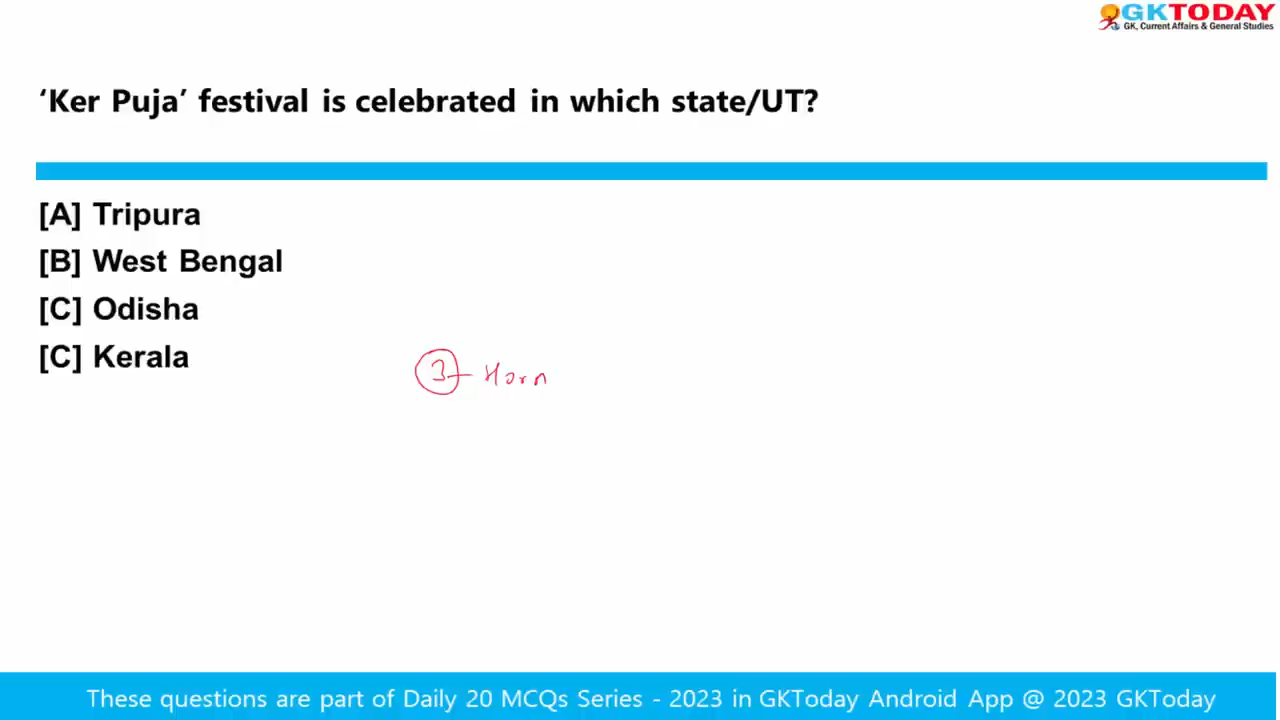 GKTODAY
GK, Current Affairs & General Studies
‘Ker Puja’ festival is celebrated in which state/UT?
[A] Tripura
[B] West Bengal
[C] Odisha
[C] Kerala
3 - Horn
These questions are part of Daily 20 MCQs Series - 2023 in GKToday Android App @ 2023 GKToday